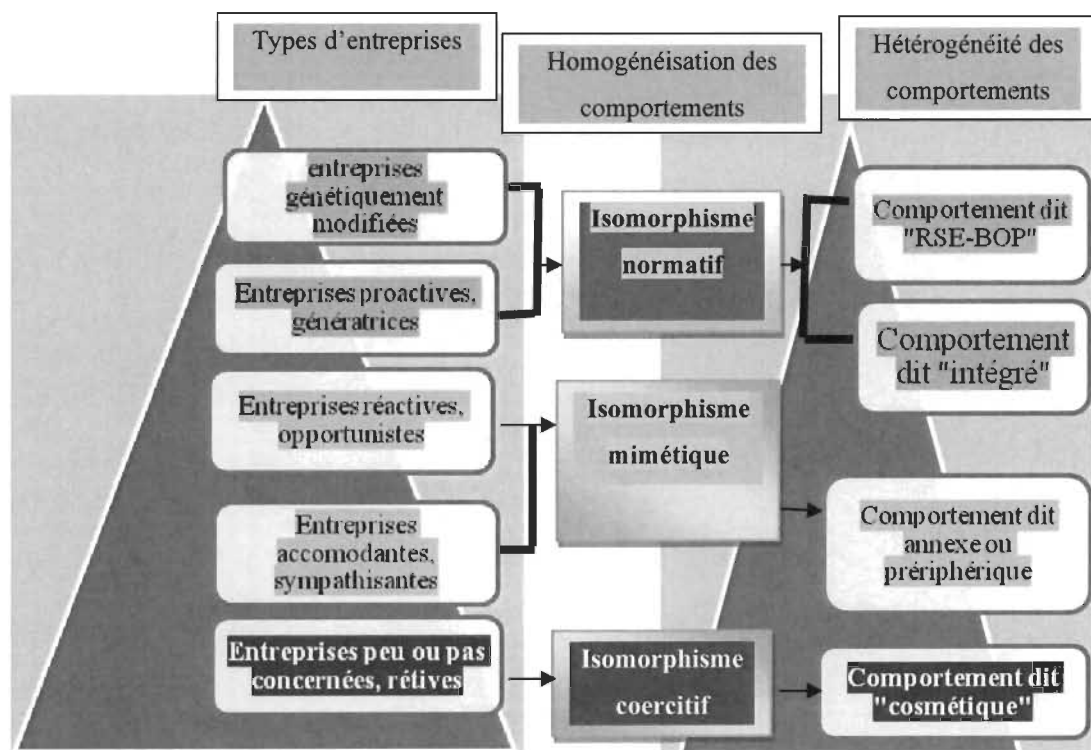 Types d'entreprises
Homogénéisation des
comportements
Hétérogénéité des
comportements
entreprises
génétiquement
modifiées
Entreprises proactives,
génératrices
Entreprises réactives,
opportunistes
Entreprises
accomodantes,
sympathisantes
Entreprises peu ou pas
concernées, rétives
Isomorphisme
normatif
Isomorphisme
mimétique
Isomorphisme
coercitif
Comportement dit
"RSE-BOP"
Comportement
dit "intégré"
Comportement dit
annexe ou
prériphérique
Comportement dit
"cosmétique"